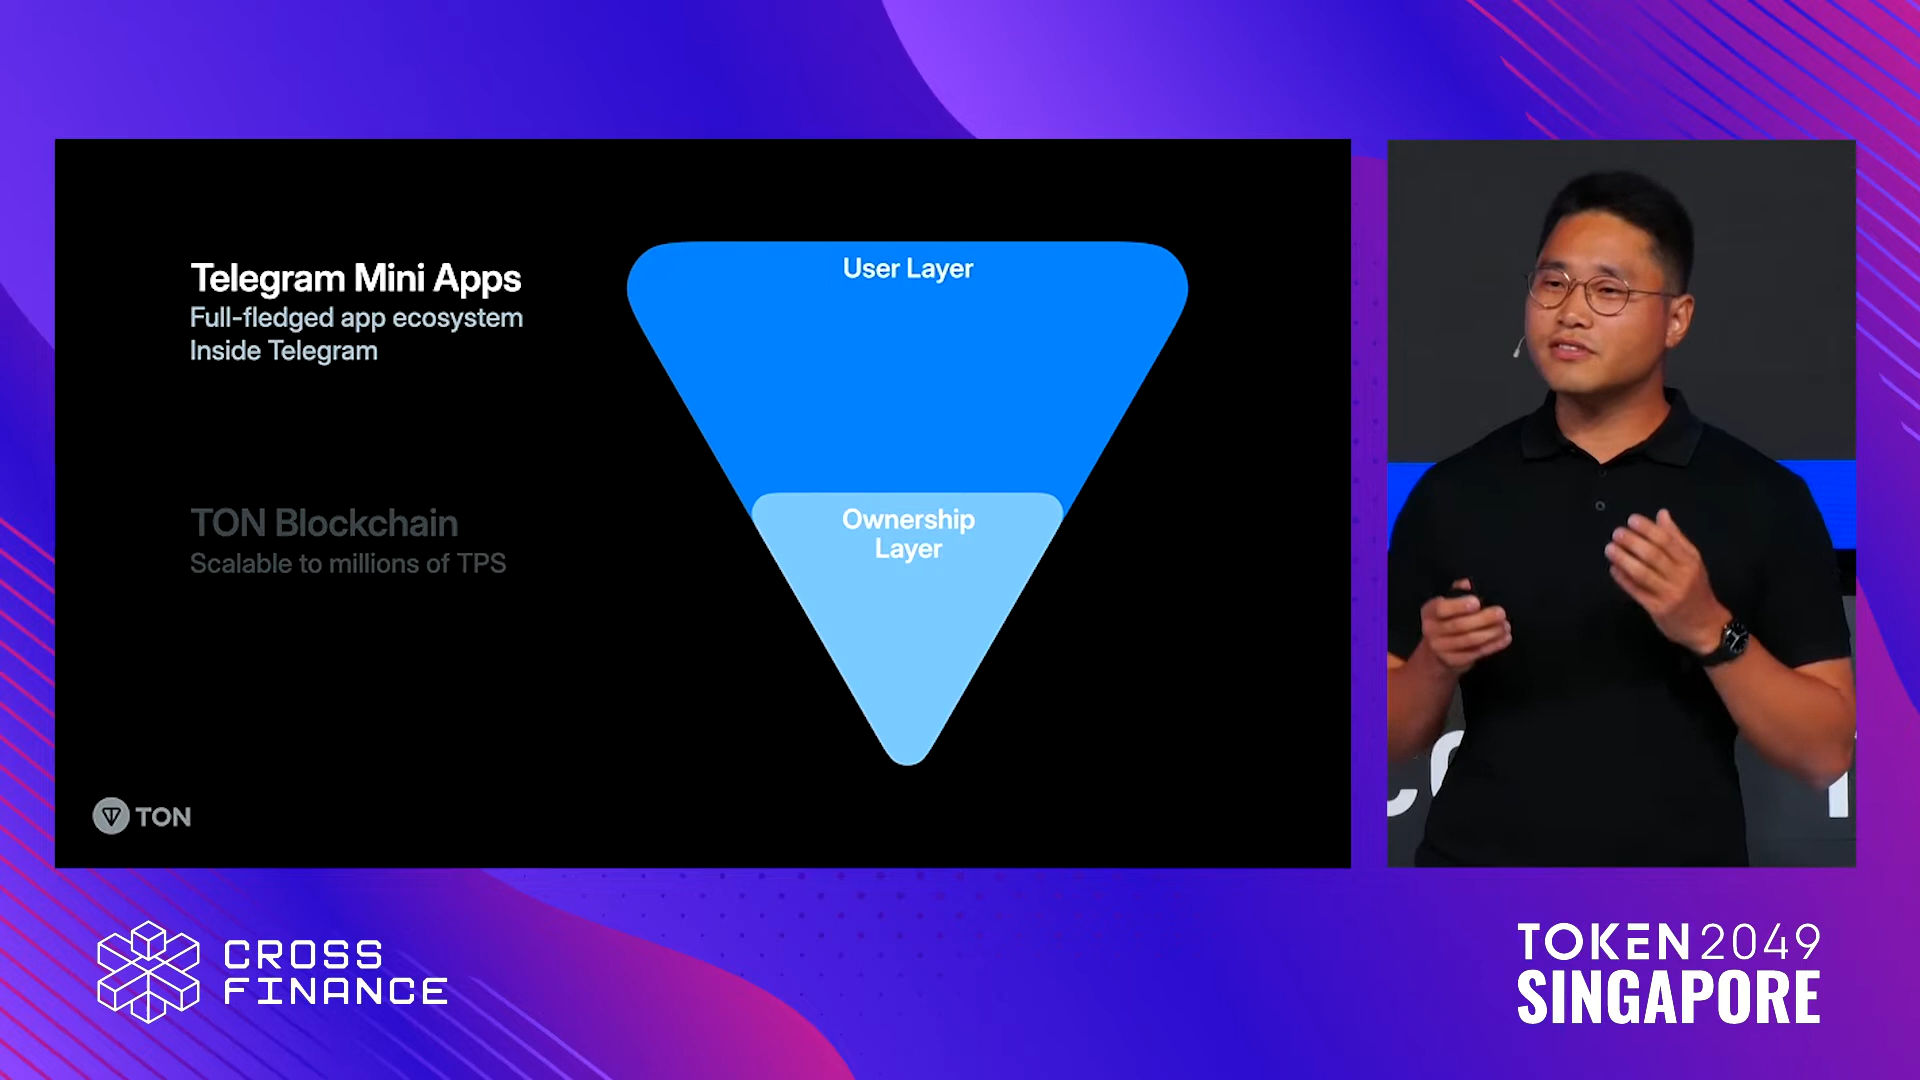 Telegram Mini Apps
Full-fledged app ecosystem
Inside Telegram
User Layer
TON Blockchain
Scalable to millions of TPS
Ownership
Layer
TON
CROSS
FINANCE
TOKEN2049
SINGAPORE